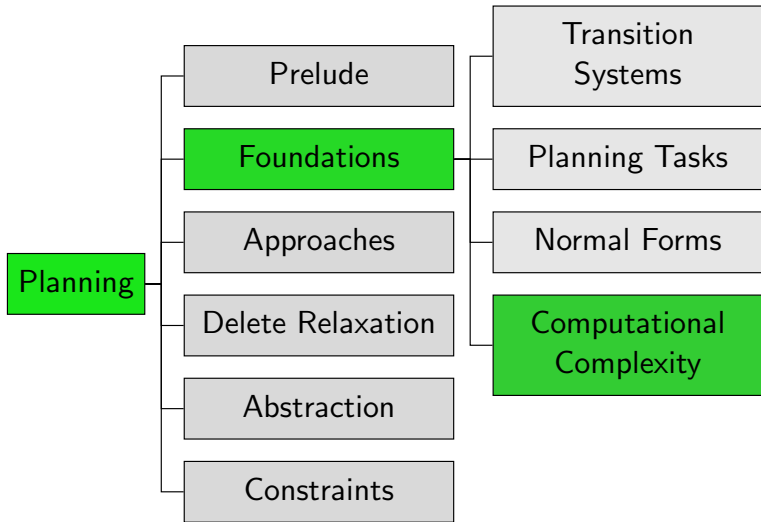 Planning
Prelude
Foundations
Approaches
Delete Relaxation
Abstraction
Constraints
Transition
Systems
Planning Tasks
Normal Forms
Computational
Complexity